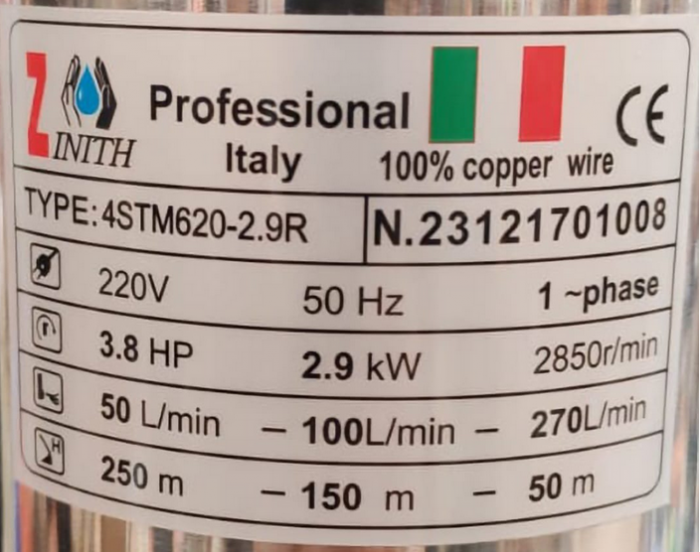 ZINITH Professional CE
Italy 100% copper wire
TYPE: 4STM620-2.9R N.23121701008
220V 50 Hz 1 ~phase
3.8 HP 2.9 kW 2850r/min
50 L/min - 100L/min - 270L/min
H 250 m - 150 m - 50 m